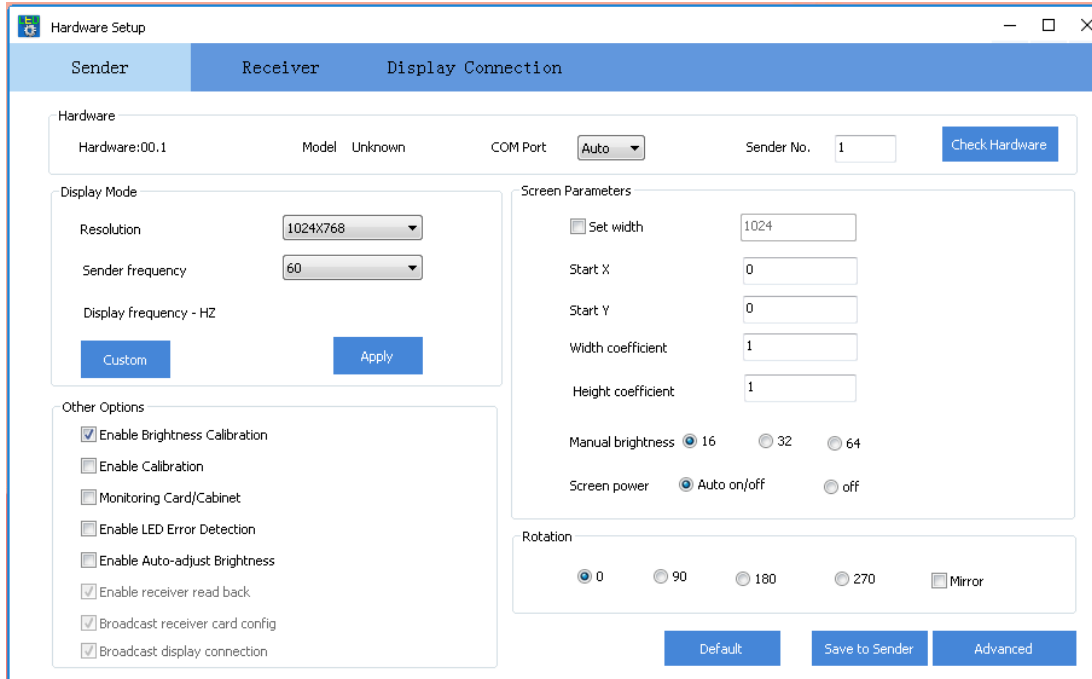 LED
Hardware Setup
Sender Receiver Display Connection
Hardware
Hardware:00.1 Model Unknown COM Port Auto Sender No. 1 Check Hardware
Display Mode
Resolution 1024X768
Sender frequency 60
Display frequency - HZ
Custom Apply
Other Options
Enable Brightness Calibration
Enable Calibration
Monitoring Card/Cabinet
Enable LED Error Detection
Enable Auto-adjust Brightness
Enable receiver read back
Broadcast receiver card config
Broadcast display connection
Screen Parameters
Set width 1024
Start X 0
Start Y 0
Width coefficient 1
Height coefficient 1
Manual brightness 16 32 64
Screen power Auto on/off off
Rotation
0 90 180 270 Mirror
Default Save to Sender Advanced